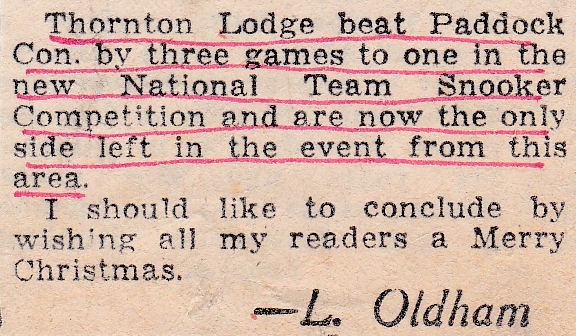 Thornton Lodge beat Paddock
Con. by three games to one in the
new National Team Snooker
Competition and are now the only
side left in the event from this
area.
I should like to conclude by
wishing all my readers a Merry
Christmas.
—L. Oldham